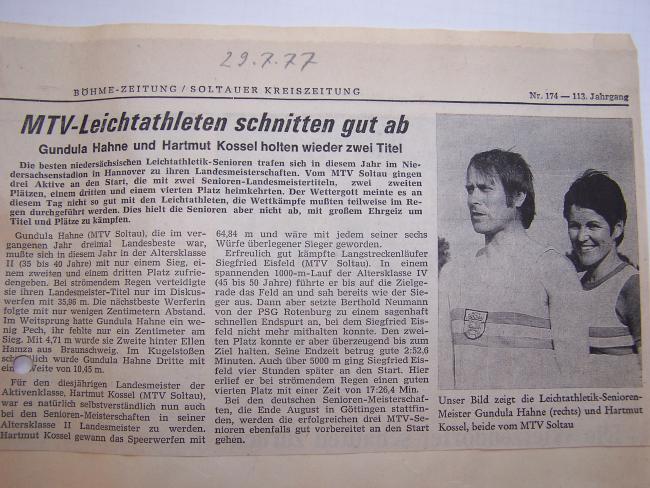 29.7.77
BÖHME-ZEITUNG / SOLTAUER KREISZEITUNG
Nr. 174 — 113. Jahrgang
MTV-Leichtathleten schnitten gut ab
Gundula Hahne und Hartmut Kossel holten wieder zwei Titel
Die besten niedersächsischen Leichtathletik-Senioren trafen sich in diesem Jahr im Nie-
dersachsenstadion in Hannover zu ihren Landesmeisterschaften. Vom MTV Soltau gingen
drei Aktive an den Start, die mit zwei Senioren-Landesmeistertiteln, zwei zweiten
Plätzen, einem dritten und einem vierten Platz heimkehrten. Der Wettergott meinte es an
diesem Tag nicht so gut mit den Leichtathleten, die Wettkämpfe mußten teilweise im Re-
gen durchgeführt werden. Dies hielt die Senioren aber nicht ab, mit großem Ehrgeiz um
Titel und Plätze zu kämpfen.
Gundula Hahne (MTV Soltau), die im ver-
gangenen Jahr dreimal Landesbeste war,
mußte sich in diesem Jahr in der Altersklasse
II (35 bis 40 Jahre) mit nur einem Sieg, ei-
nem zweiten und einem dritten Platz zufrie-
dengeben. Bei strömendem Regen verteidigte
sie ihren Landesmeister-Titel nur im Diskus-
werfen mit 35,96 m. Die nächstbeste Werferin
folgte mit nur wenigen Zentimetern Abstand.
Im Weitsprung hatte Gundula Hahne ein we-
nig Pech, ihr fehlte nur ein Zentimeter am
Sieg. Mit 4,71 m wurde sie Zweite hinter Ellen
Hamza aus Braunschweig. Im Kugelstoßen
schließlich wurde Gundula Hahne Dritte mit
einer Weite von 10,45 m.
Für den diesjährigen Landesmeister der
Aktivenklasse, Hartmut Kossel (MTV Soltau),
war es natürlich selbstverständlich nun auch
bei den Senioren-Meisterschaften in seiner
Altersklasse II Landesmeister zu werden.
Hartmut Kossel gewann das Speerwerfen mit
64,84 m und wäre mit jedem seiner sechs
Würfe überlegener Sieger geworden.
Erfreulich gut kämpfte Langstreckenläufer
Siegfried Eisfeld (MTV Soltau). In einem
spannenden 1000-m-Lauf der Altersklasse IV
(45 bis 50 Jahre) führte er bis auf die Zielge-
rade das Feld an und sah bereits wie der Sie-
ger aus. Dann aber setzte Berthold Neumann
von der PSG Rotenburg zu einem sagenhaft
schnellen Endspurt an, bei dem Siegfried Eis-
feld nicht mehr mithalten konnte. Den zwei-
ten Platz konnte er aber überzeugend bis zum
Ziel halten. Seine Endzeit betrug gute 2:52,6
Minuten. Auch über 5000 m ging Siegfried Eis-
feld vier Stunden später an den Start. Hier
erlief er bei strömendem Regen einen guten
vierten Platz mit einer Zeit von 17:26,4 Min.
Bei den deutschen Senioren-Meisterschaf-
ten, die Ende August in Göttingen stattfin-
den, werden die erfolgreichen drei MTV-Se-
nioren ebenfalls gut vorbereitet an den Start
gehen.
Unser Bild zeigt die Leichtathletik-Senioren-
Meister Gundula Hahne (rechts) und Hartmut
Kossel, beide vom MTV Soltau